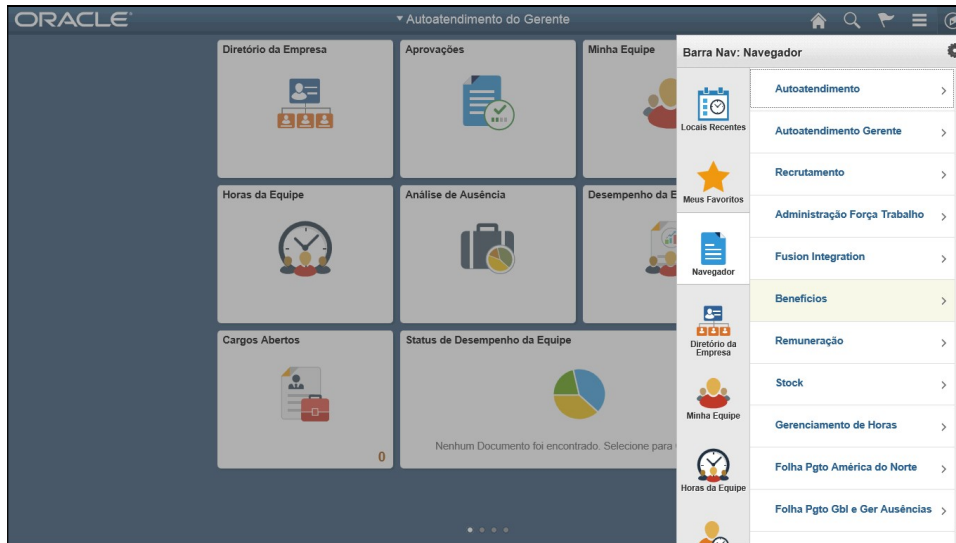 ORACLE
Autoatendimento do Gerente
Diretório da Empresa
Aprovações
Minha Equipe
Horas da Equipe
Análise de Ausência
Desempenho da E
Cargos Abertos
0
Status de Desempenho da Equipe
Nenhum Documento foi encontrado. Selecione para
Barra Nav: Navegador
Locais Recentes
Meus Favoritos
Navegador
Diretório da
Empresa
Minha Equipe
Horas da Equipe
Autoatendimento
Autoatendimento Gerente
Recrutamento
Administração Força Trabalho
Fusion Integration
Benefícios
Remuneração
Stock
Gerenciamento de Horas
Folha Pgto América do Norte
Folha Pgto Gbl e Ger Ausências